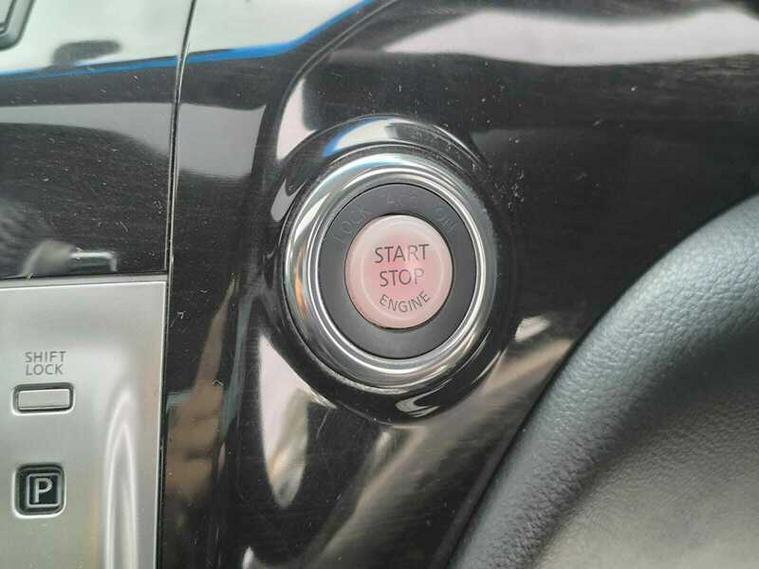 LOCK ACC ON
START
STOP
ENGINE
SHIFT
LOCK
P